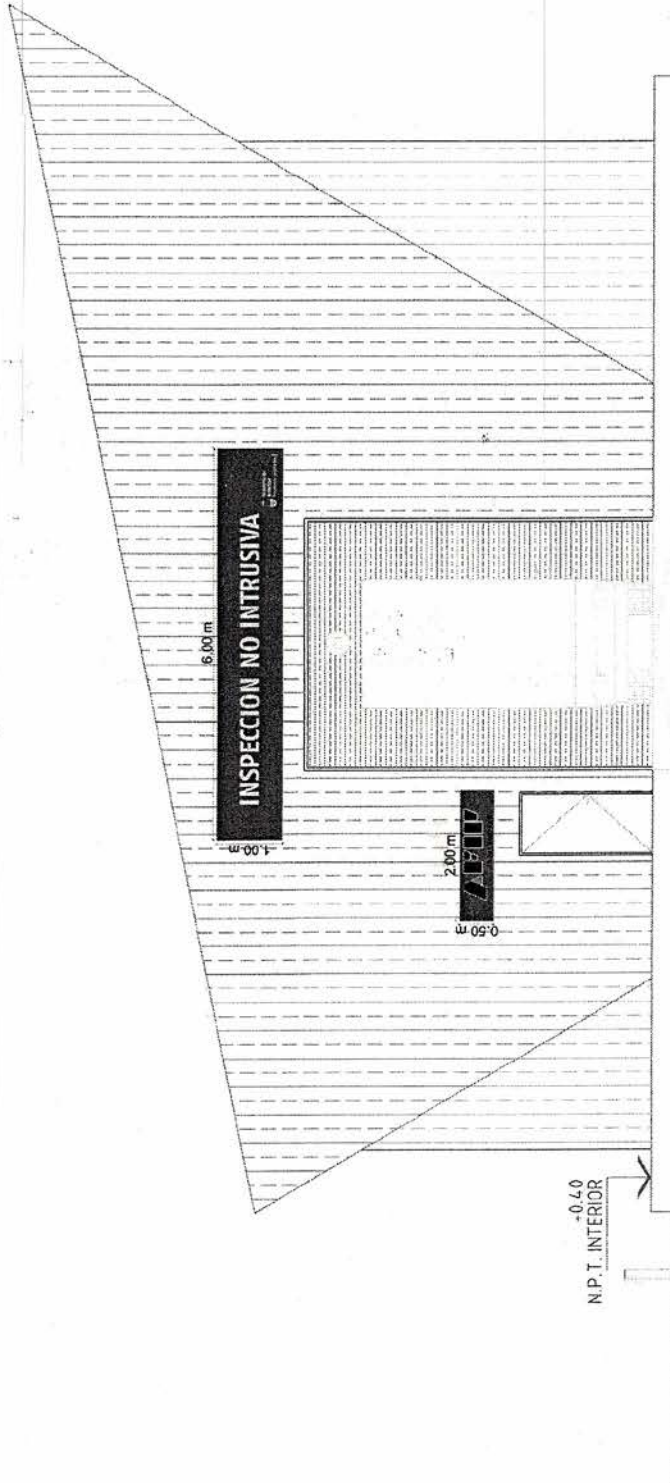 6,00 m
1.00 m
INSPECCION NO INTRUSIVA
2.00 m
0.50 m
+0.40
N.P.T. INTERIOR